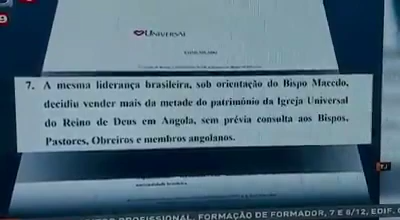 UNIVERSAL
7. A mesma liderança brasileira, sob orientação do Bispo Macedo,
decidiu vender mais da metade do património da Igreja Universal
do Reino de Deus em Angola, sem prévia consulta aos Bispos,
Pastores, Obreiros e membros angolanos.
PROFISSIONAL, FORMAÇÃO DE FORMADOR, 7 E 8/12, EDIF.